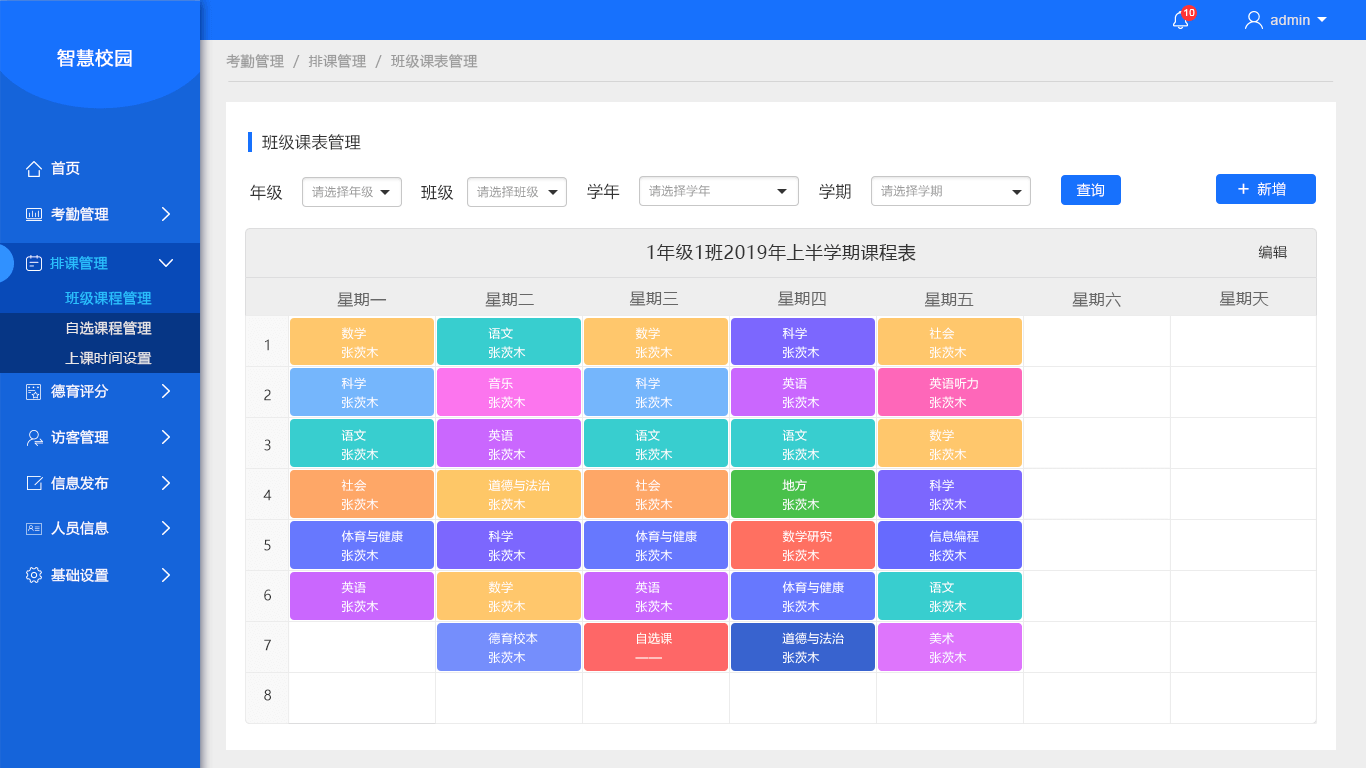 智慧校园
10
admin
首页
考勤管理
排课管理
班级课程管理
自选课程管理
上课时间设置
德育评分
访客管理
信息发布
人员信息
基础设置
考勤管理 / 排课管理 / 班级课表管理
班级课表管理
年级 请选择年级 班级 请选择班级 学年 请选择学年 学期 请选择学期 查询 + 新增
1年级1班2019年上半学期课程表 编辑
星期一 星期二 星期三 星期四 星期五 星期六 星期天
1
数学 语文 数学 科学 社会
张茨木 张茨木 张茨木 张茨木 张茨木
2
科学 音乐 科学 英语 英语听力
张茨木 张茨木 张茨木 张茨木 张茨木
3
语文 英语 语文 语文 数学
张茨木 张茨木 张茨木 张茨木 张茨木
4
社会 道德与法治 社会 地方 科学
张茨木 张茨木 张茨木 张茨木 张茨木
5
体育与健康 科学 体育与健康 数学研究 信息编程
张茨木 张茨木 张茨木 张茨木 张茨木
6
英语 数学 英语 体育与健康 语文
张茨木 张茨木 张茨木 张茨木 张茨木
7
德育校本 自选课 道德与法治 美术
张茨木 —— 张茨木 张茨木
8